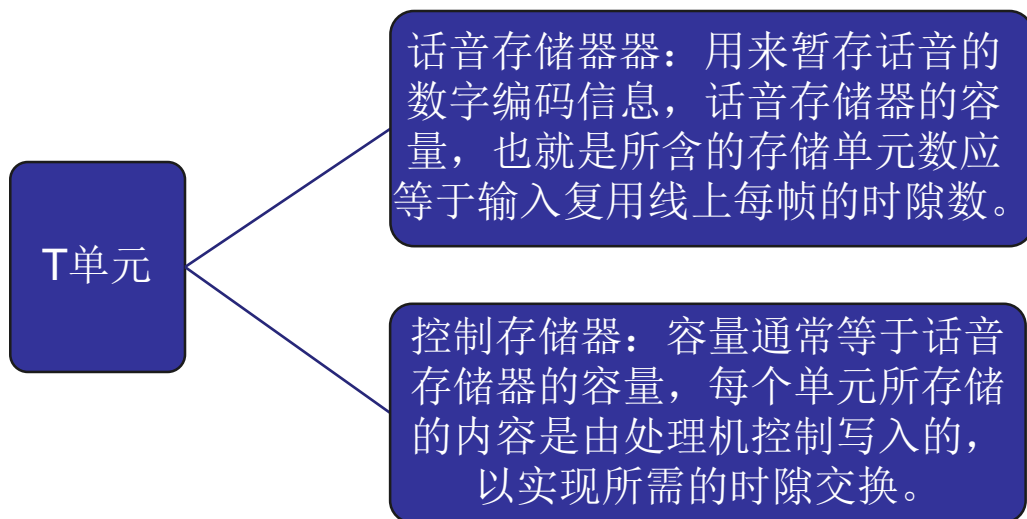 T单元
话音存储器器：用来暂存话音的
数字编码信息，话音存储器的容
量，也就是所含的存储单元数应
等于输入复用线上每帧的时隙数。
控制存储器：容量通常等于话音
存储器的容量，每个单元所存储
的内容是由处理机控制写入的，
以实现所需的时隙交换。